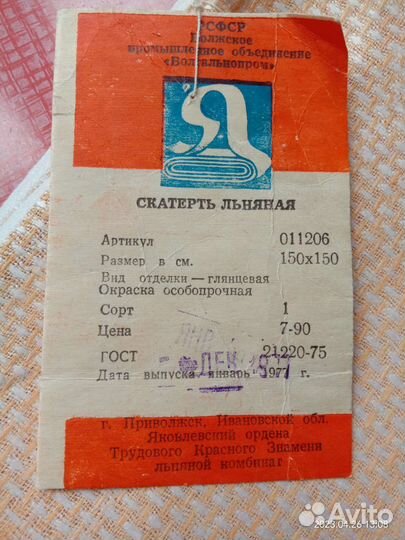 РСФСР
Волжское
промышленное объединение
«Волгальнопром»
Я
СКАТЕРТЬ ЛЬНЯНАЯ
Артикул 011206
Размер в см. 150х150
Вид отделки — глянцевая
Окраска особопрочная
Сорт 1
Цена 7-90
ГОСТ 21220-75
Дата выпуска январь 1977 г.
г. Приволжск, Ивановской обл.
Яковлевский ордена
Трудового Красного Знамени
льняной комбинат
Avito
2023.04.26 13:08